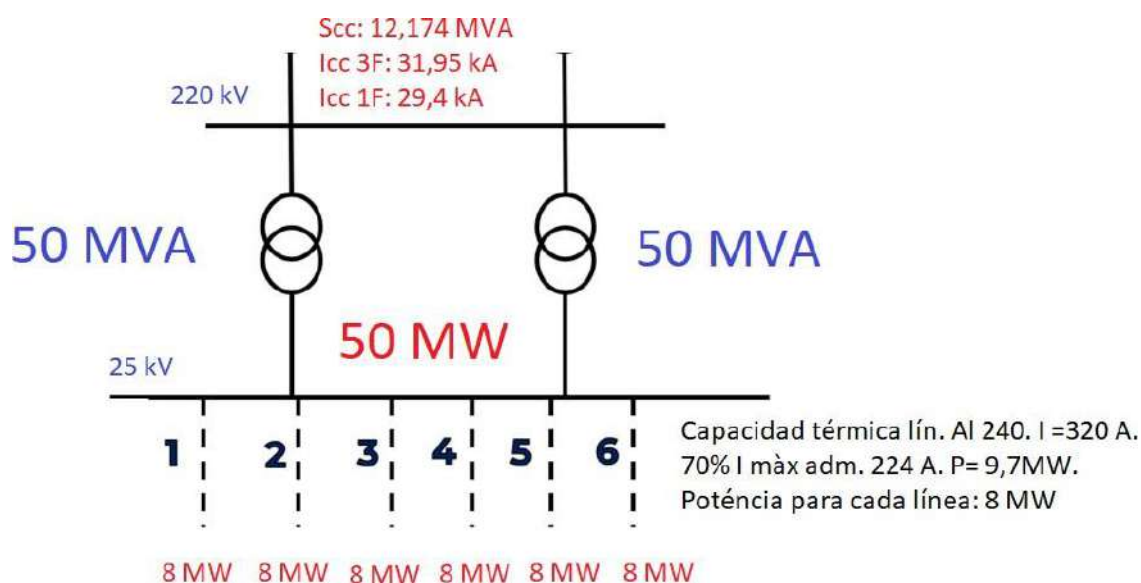 Scc: 12,174 MVA
Icc 3F: 31,95 kA
Icc 1F: 29,4 kA
220 kV
50 MVA
50 MVA
50 MW
25 kV
1 2 3 4 5 6
Capacidad térmica lín. Al 240. I =320 A.
70% I màx adm. 224 A. P= 9,7MW.
Poténcia para cada línea: 8 MW
8 MW 8 MW 8 MW 8 MW 8 MW 8 MW